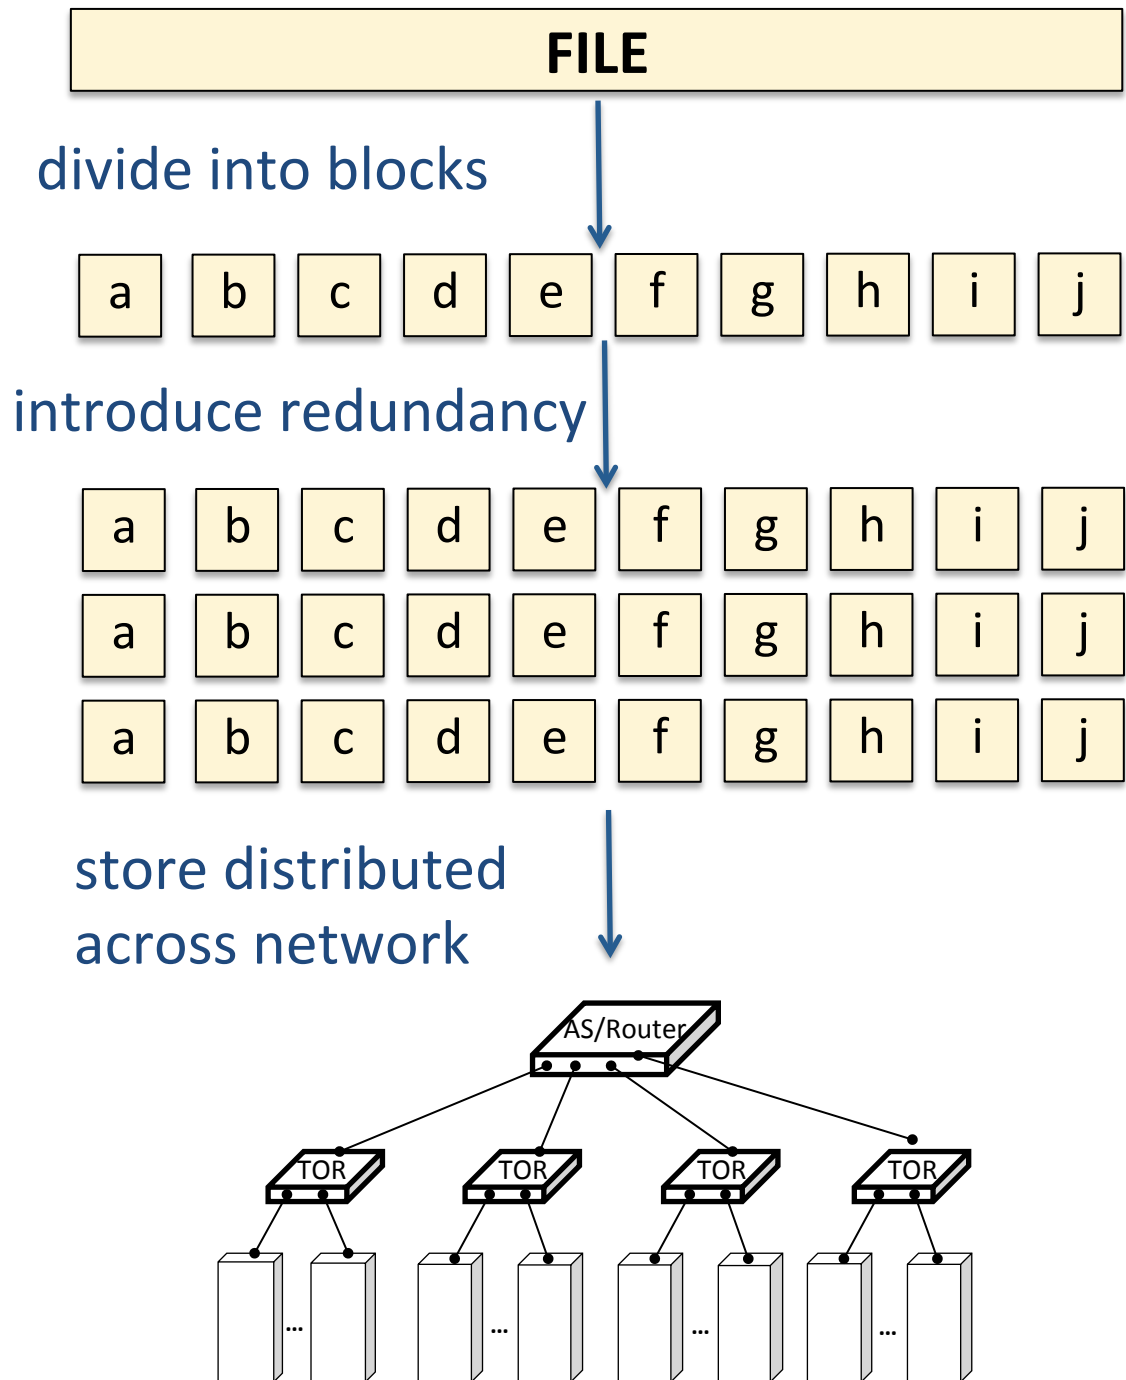 FILE
divide into blocks
a b c d e f g h i j
introduce redundancy
a b c d e f g h i j
a b c d e f g h i j
a b c d e f g h i j
store distributed
across network
AS/Router
TOR TOR TOR TOR
... ... ... ...